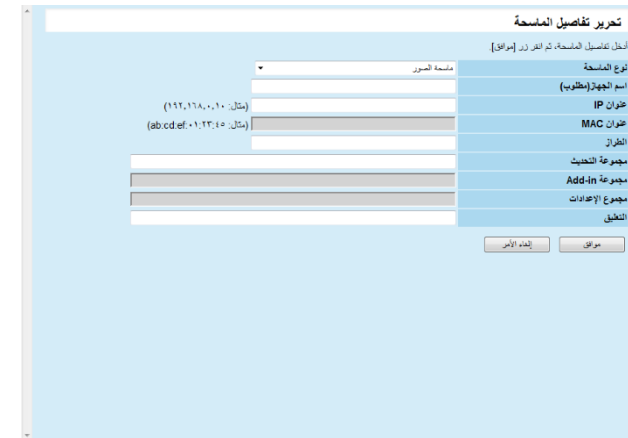 تحرير تفاصيل الماسحة
أدخل تفاصيل الماسحة، ثم انقر زر [موافق].
نوع الماسحة ماسحة الصور
اسم الجهاز(مطلوب)
عنوان IP (مثال: ١٩٢,١٦٨,٠,١٠)
عنوان MAC (مثال: ab:cd:ef:٠١:٢٣:٤٥)
الطراز
مجموعة التحديث
مجموعة Add-in
مجموع الإعدادات
التعليق
موافق إلغاء الأمر